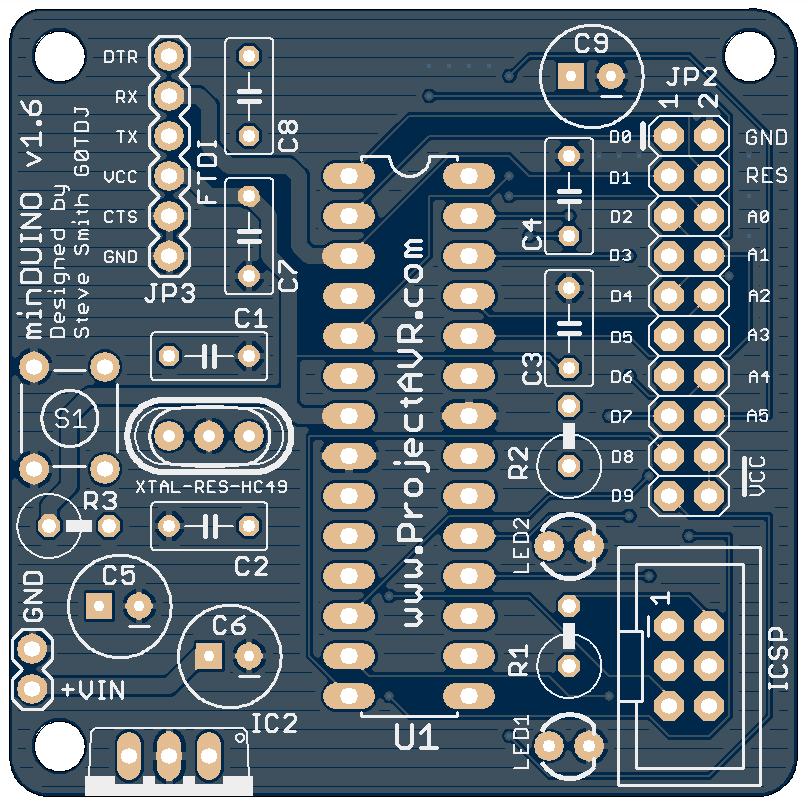 minDUINO v1.6
Designed by
Steve Smith G0TDJ
DTR
RX
TX
VCC
CTS
GND
FTDI
JP3
C8
C7
C9
JP2
1
2
D0
D1
D2
D3
D4
D5
D6
D7
D8
D9
GND
RES
A0
A1
A2
A3
A4
A5
VCC
C4
C3
C1
S1
XTAL-RES-HC49
R3
C2
C5
C6
GND
+VIN
IC2
www.ProjectAVR.com
U1
R2
LED2
R1
LED1
1
ICSP